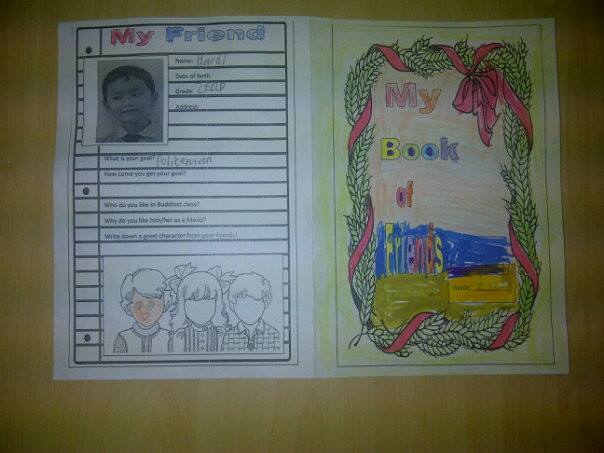 My Friend
Name: Hardi
Date of Birth:
Grade:
Address:
What is your goal? Policeman
How come you get your goal?
Who do you like in Buddhist class?
Why do you like him/her as a friend?
Write down a good character from your friends!
My
Book
of
Friends
Grade: 2